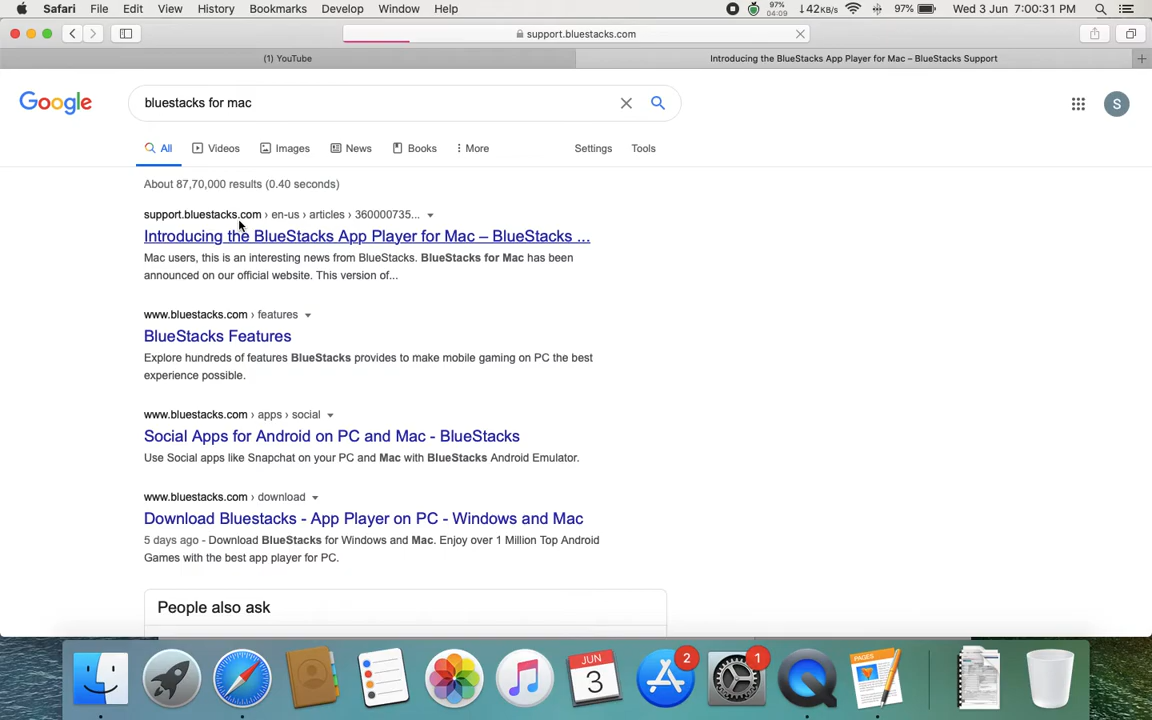 Safari File Edit View History Bookmarks Develop Window Help 97% 04:09 ↓42KB/s 97% Wed 3 Jun 7:00:31 PM
support.bluestacks.com
(1) YouTube
Introducing the BlueStacks App Player for Mac – BlueStacks Support
Google
bluestacks for mac
S
All Videos Images News Books More Settings Tools
About 87,70,000 results (0.40 seconds)
support.bluestacks.com › en-us › articles › 360000735...
Introducing the BlueStacks App Player for Mac – BlueStacks ...
Mac users, this is an interesting news from BlueStacks. BlueStacks for Mac has been
announced on our official website. This version of...
www.bluestacks.com › features
BlueStacks Features
Explore hundreds of features BlueStacks provides to make mobile gaming on PC the best
experience possible.
www.bluestacks.com › apps › social
Social Apps for Android on PC and Mac - BlueStacks
Use Social apps like Snapchat on your PC and Mac with BlueStacks Android Emulator.
www.bluestacks.com › download
Download Bluestacks - App Player on PC - Windows and Mac
5 days ago - Download BlueStacks for Windows and Mac. Enjoy over 1 Million Top Android
Games with the best app player for PC.
People also ask
JUN
3
2
1
PAGES